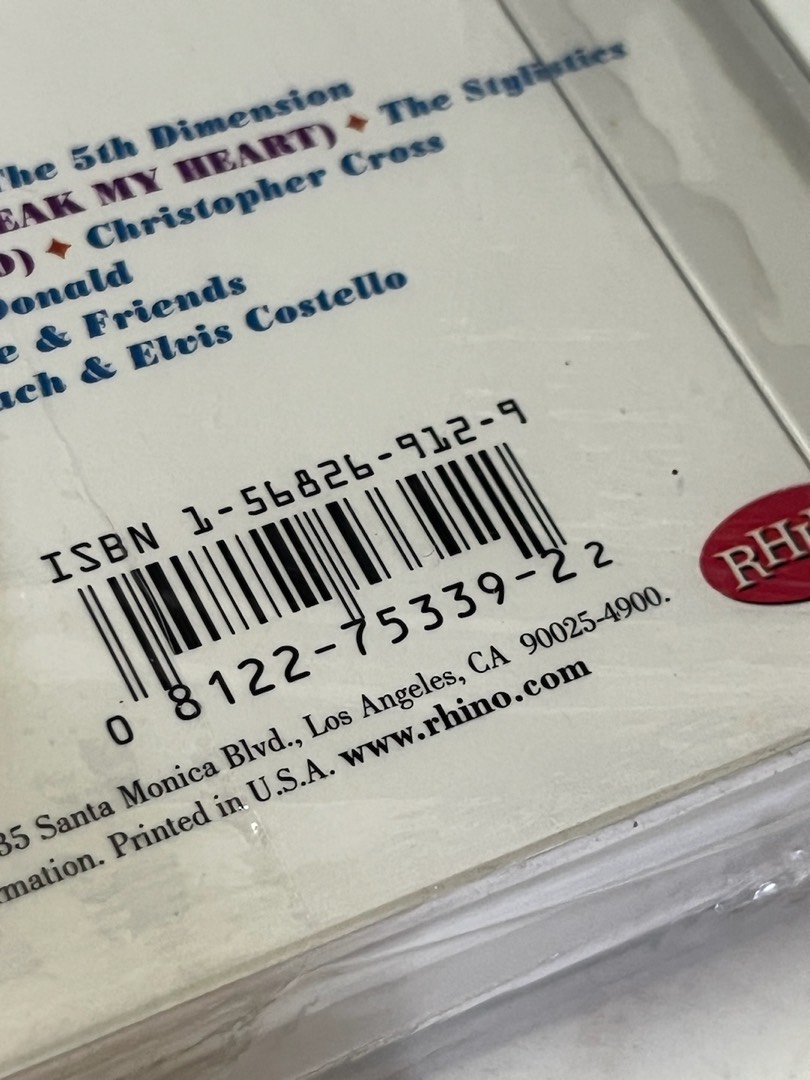 The 5th Dimension
EAK MY HEART) ✦ The Stylistics
D) ✦ Christopher Cross
Donald
e & Friends
ach & Elvis Costello
ISBN 1-56826-912-9
0 8122-75339-2 2
35 Santa Monica Blvd., Los Angeles, CA 90025-4900.
rmation. Printed in U.S.A. www.rhino.com
RHI